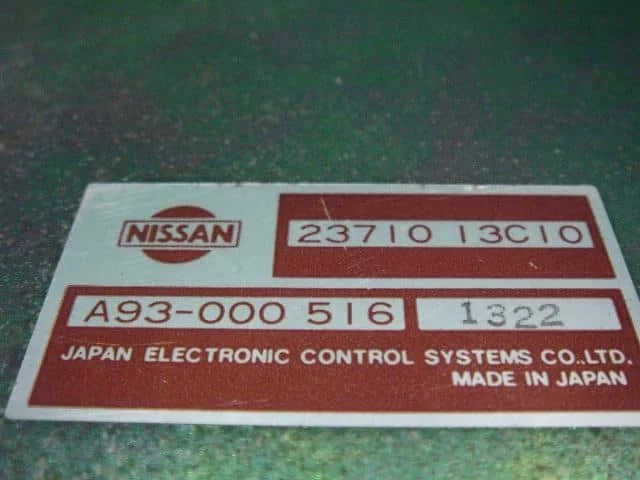 NISSAN
23710 13C10
A93-000 516
1322
JAPAN ELECTRONIC CONTROL SYSTEMS CO.,LTD.
MADE IN JAPAN